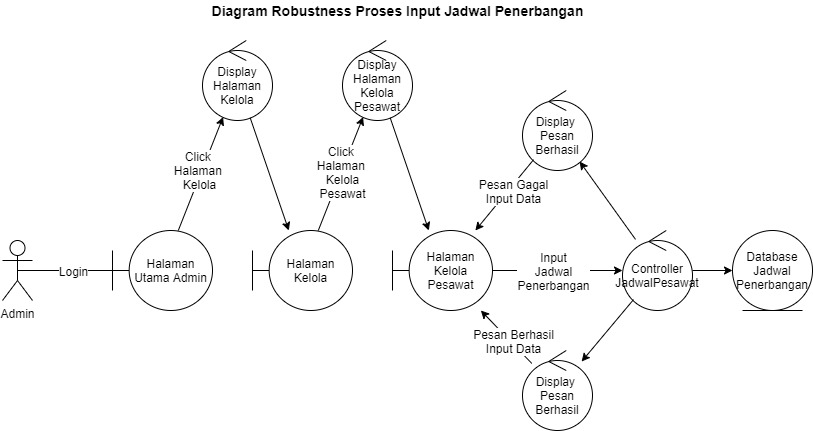 Diagram Robustness Proses Input Jadwal Penerbangan
Display
Halaman
Kelola
Display
Halaman
Kelola
Pesawat
Display
Pesan
Berhasil
Click
Halaman
Kelola
Click
Halaman
Kelola
Pesawat
Pesan Gagal
Input Data
Admin
Login
Halaman
Utama Admin
Halaman
Kelola
Halaman
Kelola
Pesawat
Input
Jadwal
Penerbangan
Controller
JadwalPesawat
Database
Jadwal
Penerbangan
Pesan Berhasil
Input Data
Display
Pesan
Berhasil